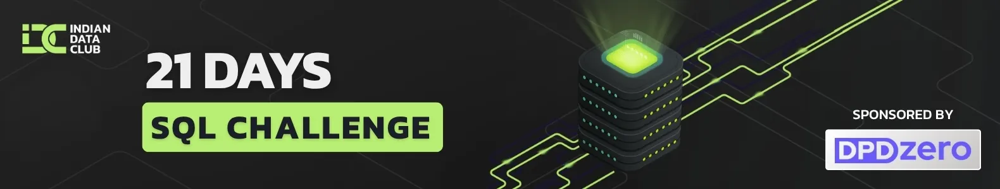 INDIAN
DATA
CLUB
21 DAYS
SQL CHALLENGE
SPONSORED BY
DPDzero